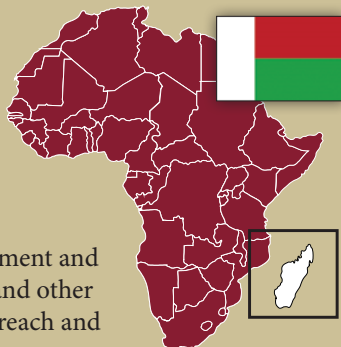 ment and
and other
reach and